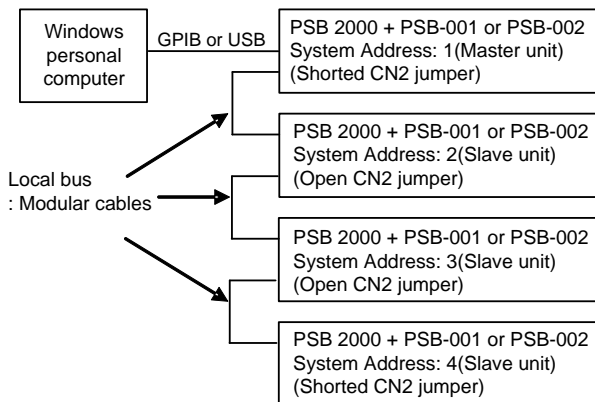 Windows
personal
computer
GPIB or USB
PSB 2000 + PSB-001 or PSB-002
System Address: 1(Master unit)
(Shorted CN2 jumper)
PSB 2000 + PSB-001 or PSB-002
System Address: 2(Slave unit)
(Open CN2 jumper)
Local bus
: Modular cables
PSB 2000 + PSB-001 or PSB-002
System Address: 3(Slave unit)
(Open CN2 jumper)
PSB 2000 + PSB-001 or PSB-002
System Address: 4(Slave unit)
(Shorted CN2 jumper)